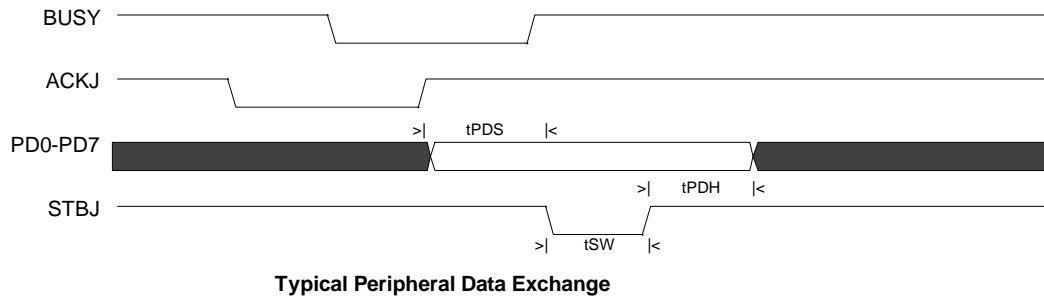 BUSY
ACKJ
>| tPDS |<
PD0-PD7
>| tPDH |<
STBJ
>| tSW |<
Typical Peripheral Data Exchange